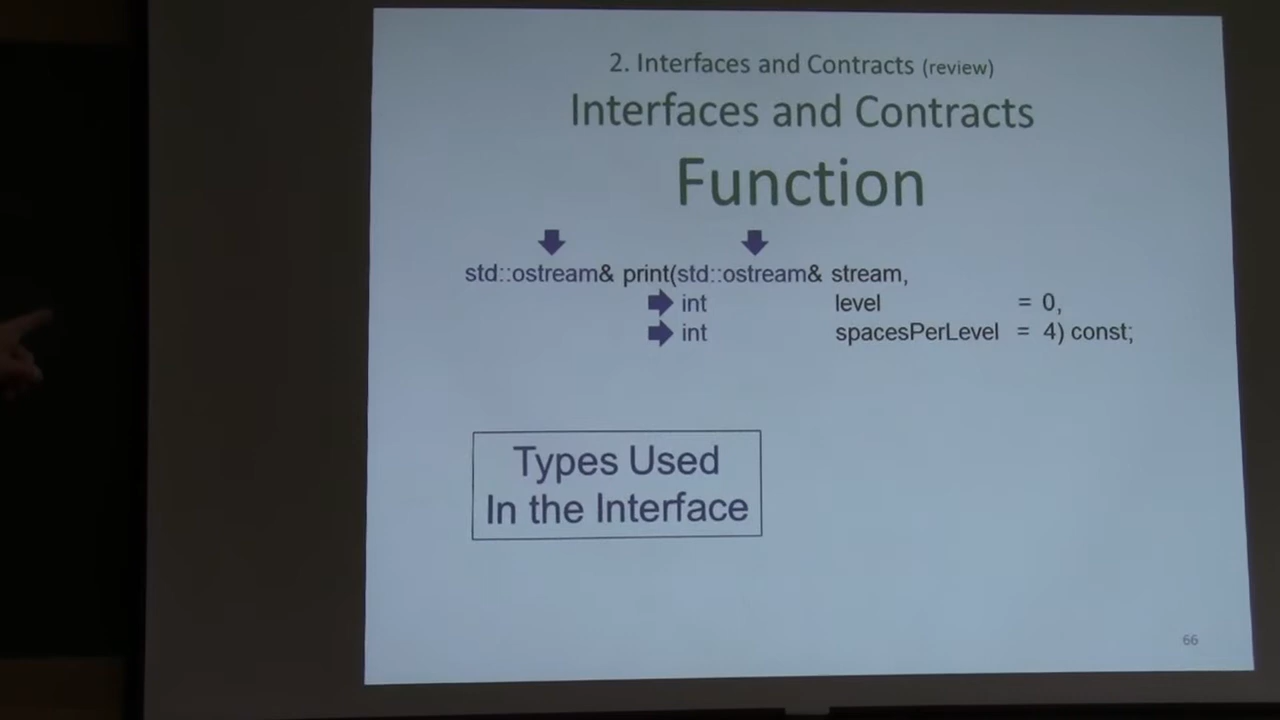 2. Interfaces and Contracts (review)
Interfaces and Contracts
Function
std::ostream& print(std::ostream& stream,
int level = 0,
int spacesPerLevel = 4) const;
Types Used
In the Interface
66